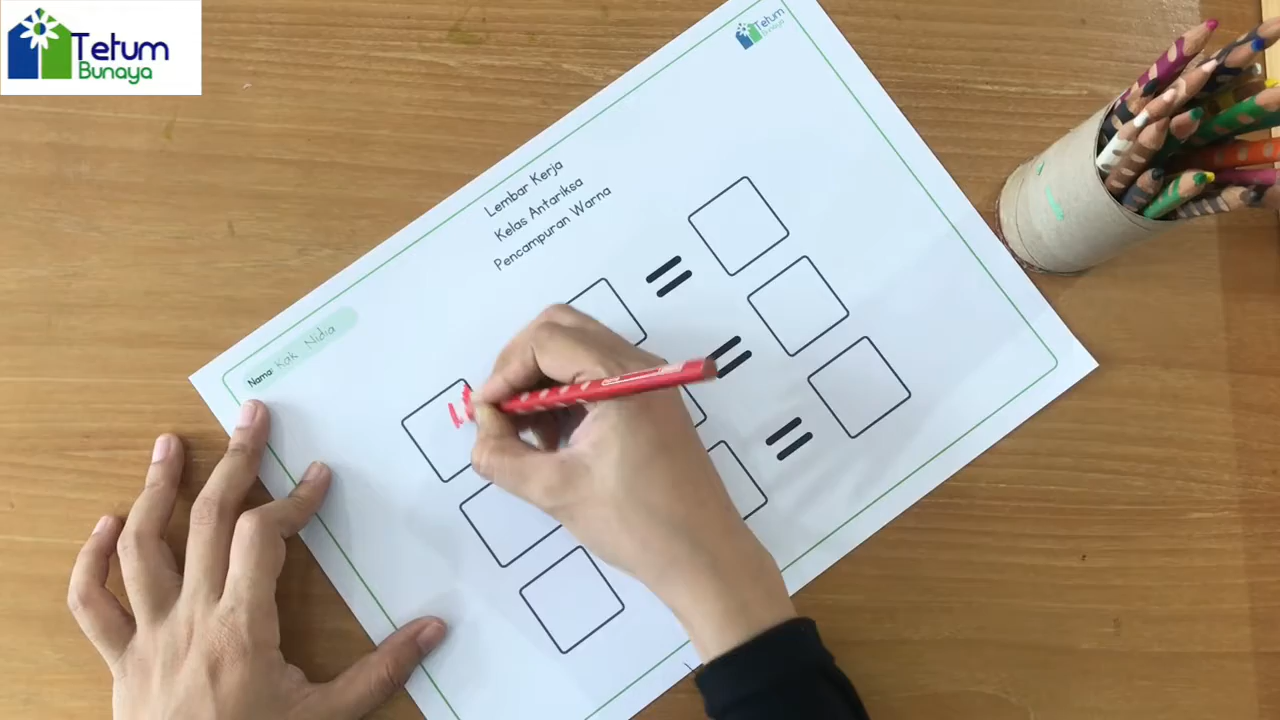 Tetum
Bunaya
Tetum
Bunaya
Lembar Kerja
Kelas Antariksa
Pencampuran Warna
Nama: Kak Nidia
=
=
=